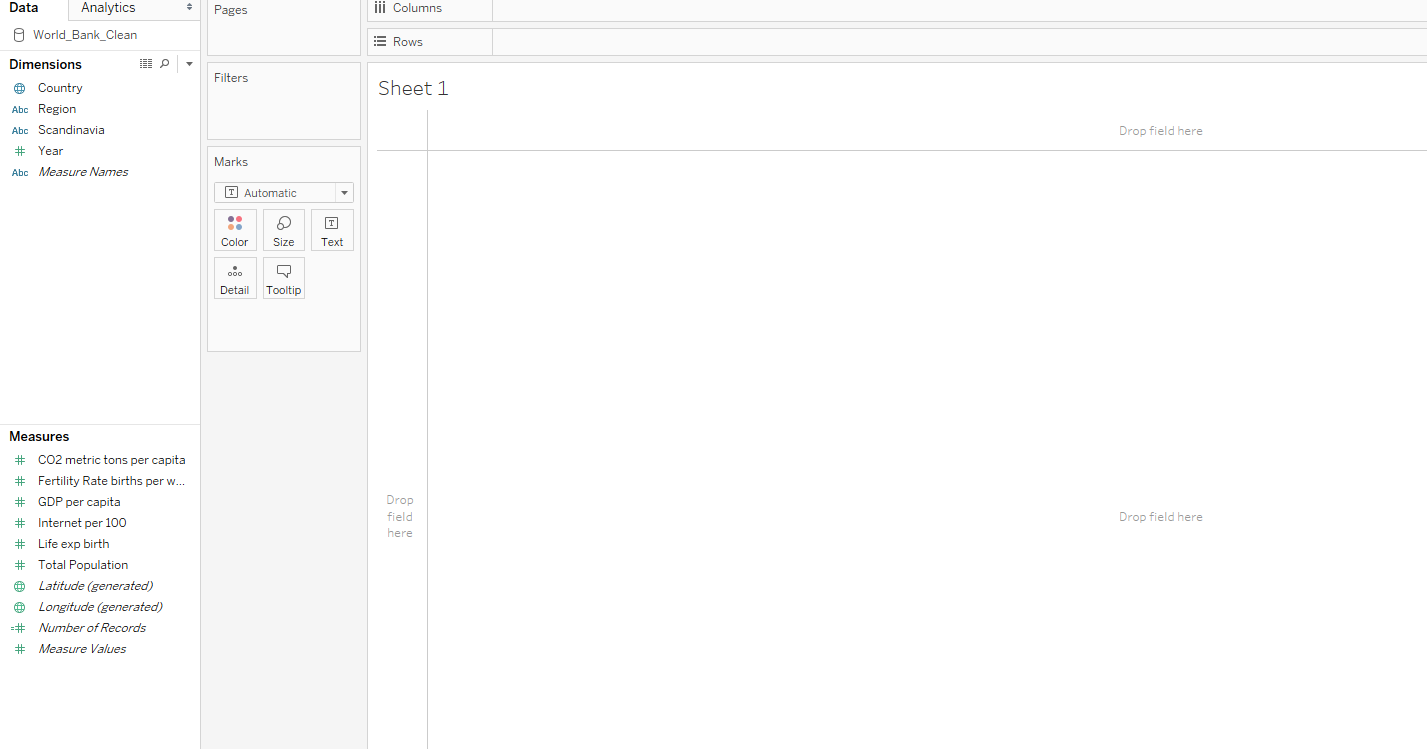 Data
Analytics
World_Bank_Clean
Dimensions
Country
Abc Region
Abc Scandinavia
Year
Abc Measure Names
Measures
CO2 metric tons per capita
Fertility Rate births per w...
GDP per capita
Internet per 100
Life exp birth
Total Population
Latitude (generated)
Longitude (generated)
=# Number of Records
Measure Values
Pages
Filters
Marks
T Automatic
Color
Size
T
Text
Detail
Tooltip
Columns
Rows
Sheet 1
Drop field here
Drop
field
here
Drop field here